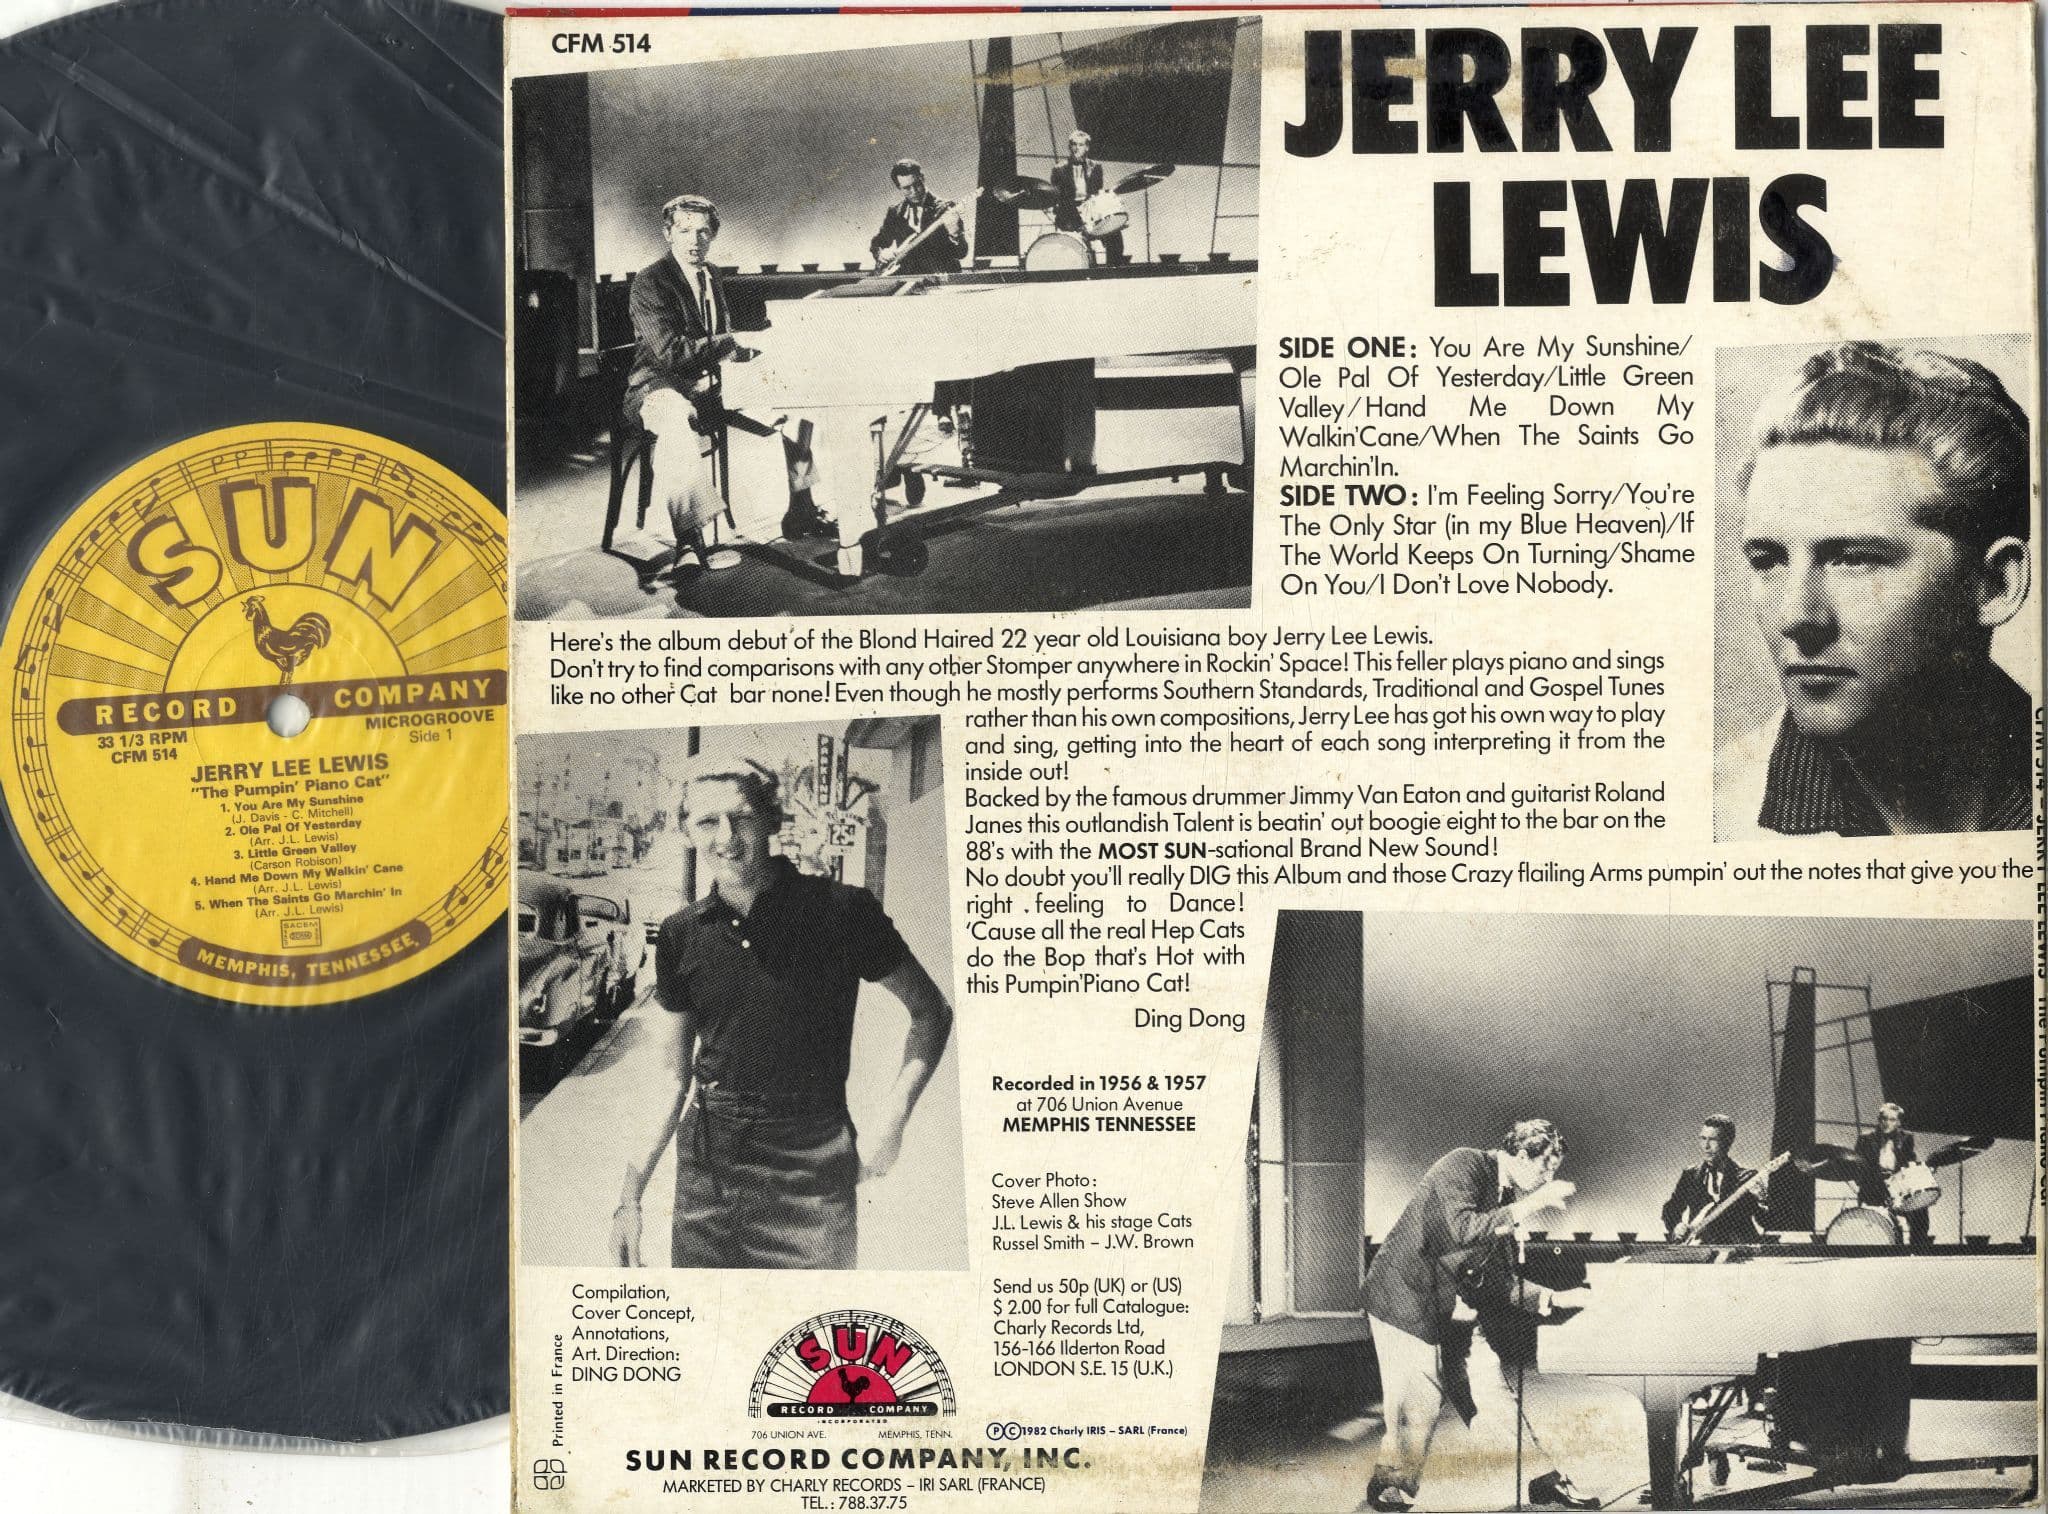 SUN
RECORD COMPANY
33 1/3 RPM
CFM 514
MICROGROOVE
Side 1
JERRY LEE LEWIS
"The Pumpin' Piano Cat"
1. You Are My Sunshine
(J. Davis - C. Mitchell)
2. Ole Pal Of Yesterday
(Arr. J.L. Lewis)
3. Little Green Valley
(Carson Robison)
4. Hand Me Down My Walkin' Cane
(Arr. J.L. Lewis)
5. When The Saints Go Marchin' In
(Arr. J.L. Lewis)
SACEM
MEMPHIS, TENNESSEE
CFM 514
JERRY LEE
LEWIS
SIDE ONE: You Are My Sunshine/
Ole Pal Of Yesterday/Little Green
Valley/Hand Me Down My
Walkin'Cane/When The Saints Go
Marchin'In.
SIDE TWO: I'm Feeling Sorry/You're
The Only Star (in my Blue Heaven)/If
The World Keeps On Turning/Shame
On You/I Don't Love Nobody.
Here's the album debut of the Blond Haired 22 year old Louisiana boy Jerry Lee Lewis.
Don't try to find comparisons with any other Stomper anywhere in Rockin' Space! This feller plays piano and sings
like no other Cat bar none! Even though he mostly performs Southern Standards, Traditional and Gospel Tunes
rather than his own compositions, Jerry Lee has got his own way to play
and sing, getting into the heart of each song interpreting it from the
inside out!
Backed by the famous drummer Jimmy Van Eaton and guitarist Roland
Janes this outlandish Talent is beatin' out boogie eight to the bar on the
88's with the MOST SUN-sational Brand New Sound!
No doubt you'll really DIG this Album and those Crazy flailing Arms pumpin' out the notes that give you the
right feeling to Dance!
'Cause all the real Hep Cats
do the Bop that's Hot with
this Pumpin'Piano Cat!
Ding Dong
Recorded in 1956 & 1957
at 706 Union Avenue
MEMPHIS TENNESSEE
Cover Photo:
Steve Allen Show
J.L. Lewis & his stage Cats
Russel Smith – J.W. Brown
Send us 50p (UK) or (US)
$ 2.00 for full Catalogue:
Charly Records Ltd,
156-166 Ilderton Road
LONDON S.E. 15 (U.K.)
Compilation,
Cover Concept,
Annotations,
Art. Direction:
DING DONG
Printed in France
SUN
RECORD COMPANY
INCORPORATED
706 UNION AVE. MEMPHIS, TENN.
Ⓟ©1982 Charly IRIS – SARL (France)
SUN RECORD COMPANY, INC.
MARKETED BY CHARLY RECORDS – IRI SARL (FRANCE)
TEL.: 788.37.75
CFM 514 – JERRY LEE LEWIS – The Pumpin' Piano Cat